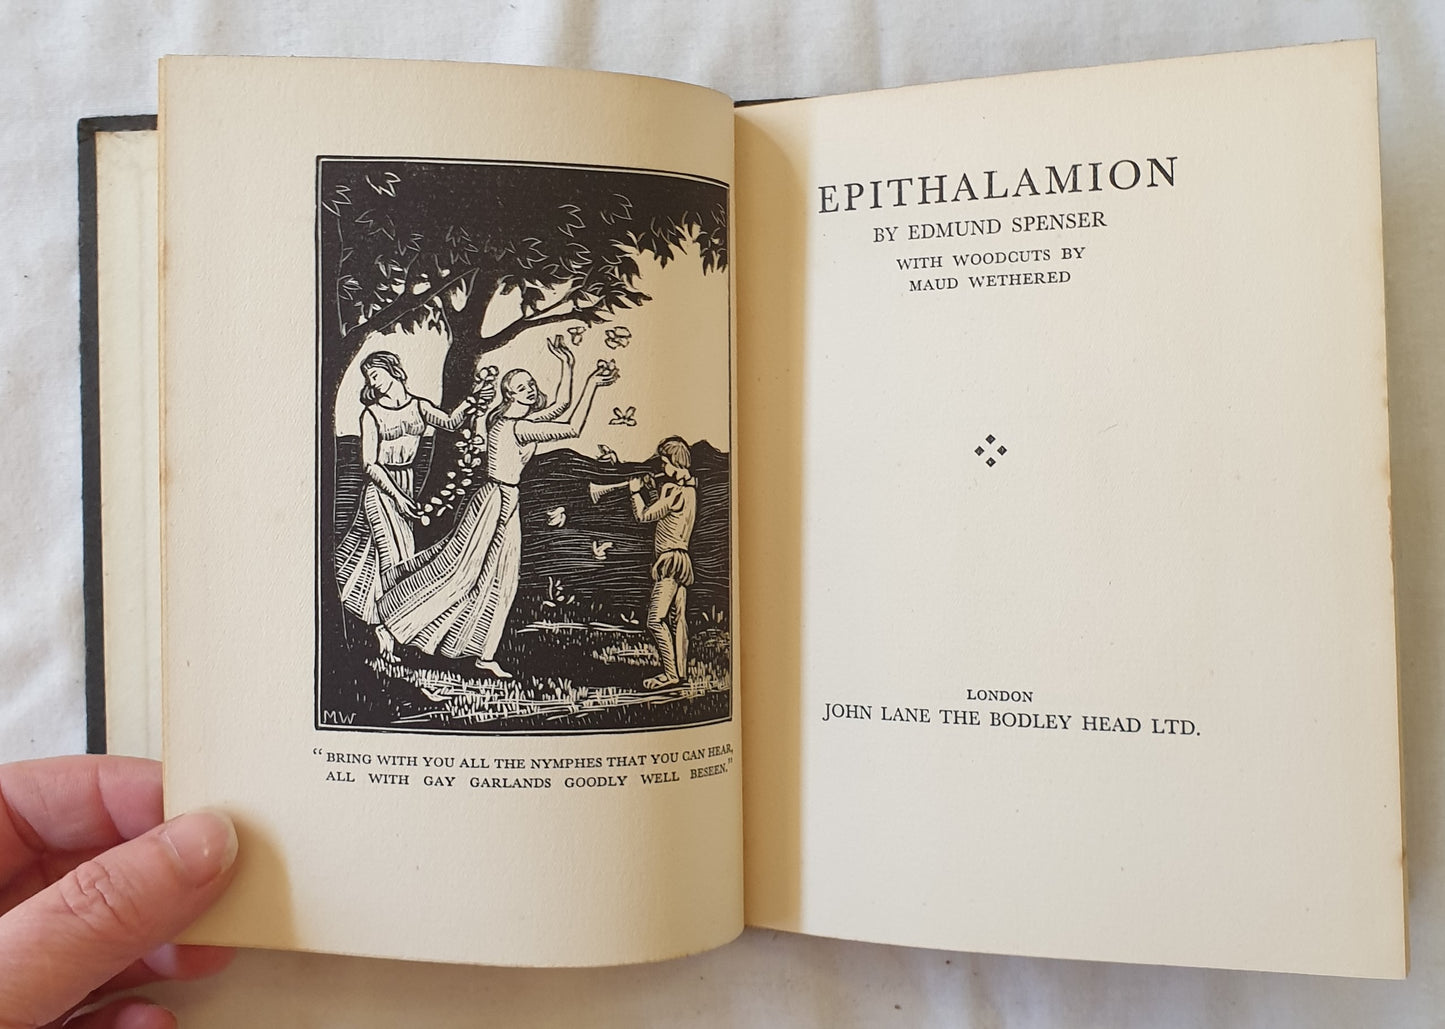 MW
“BRING WITH YOU ALL THE NYMPHES THAT YOU CAN HEAR,
ALL WITH GAY GARLANDS GOODLY WELL BESEEN.”
EPITHALAMION
BY EDMUND SPENSER
WITH WOODCUTS BY
MAUD WETHERED
LONDON
JOHN LANE THE BODLEY HEAD LTD.